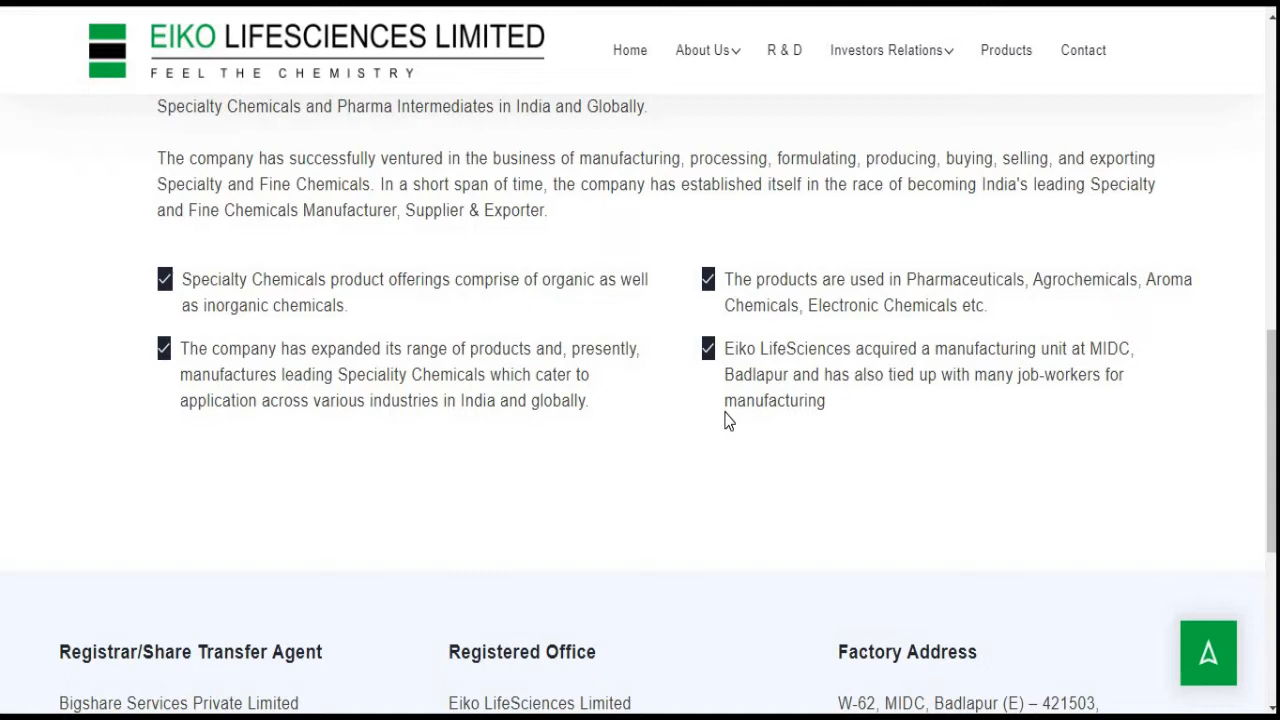 EIKO LIFESCIENCES LIMITED
FEEL THE CHEMISTRY
Home About Us R & D Investors Relations Products Contact
Specialty Chemicals and Pharma Intermediates in India and Globally.
The company has successfully ventured in the business of manufacturing, processing, formulating, producing, buying, selling, and exporting
Specialty and Fine Chemicals. In a short span of time, the company has established itself in the race of becoming India's leading Specialty
and Fine Chemicals Manufacturer, Supplier & Exporter.
Specialty Chemicals product offerings comprise of organic as well
as inorganic chemicals.
The company has expanded its range of products and, presently,
manufactures leading Speciality Chemicals which cater to
application across various industries in India and globally.
The products are used in Pharmaceuticals, Agrochemicals, Aroma
Chemicals, Electronic Chemicals etc.
Eiko LifeSciences acquired a manufacturing unit at MIDC,
Badlapur and has also tied up with many job-workers for
manufacturing
Registrar/Share Transfer Agent
Bigshare Services Private Limited
Registered Office
Eiko LifeSciences Limited
Factory Address
W-62, MIDC, Badlapur (E) – 421503,